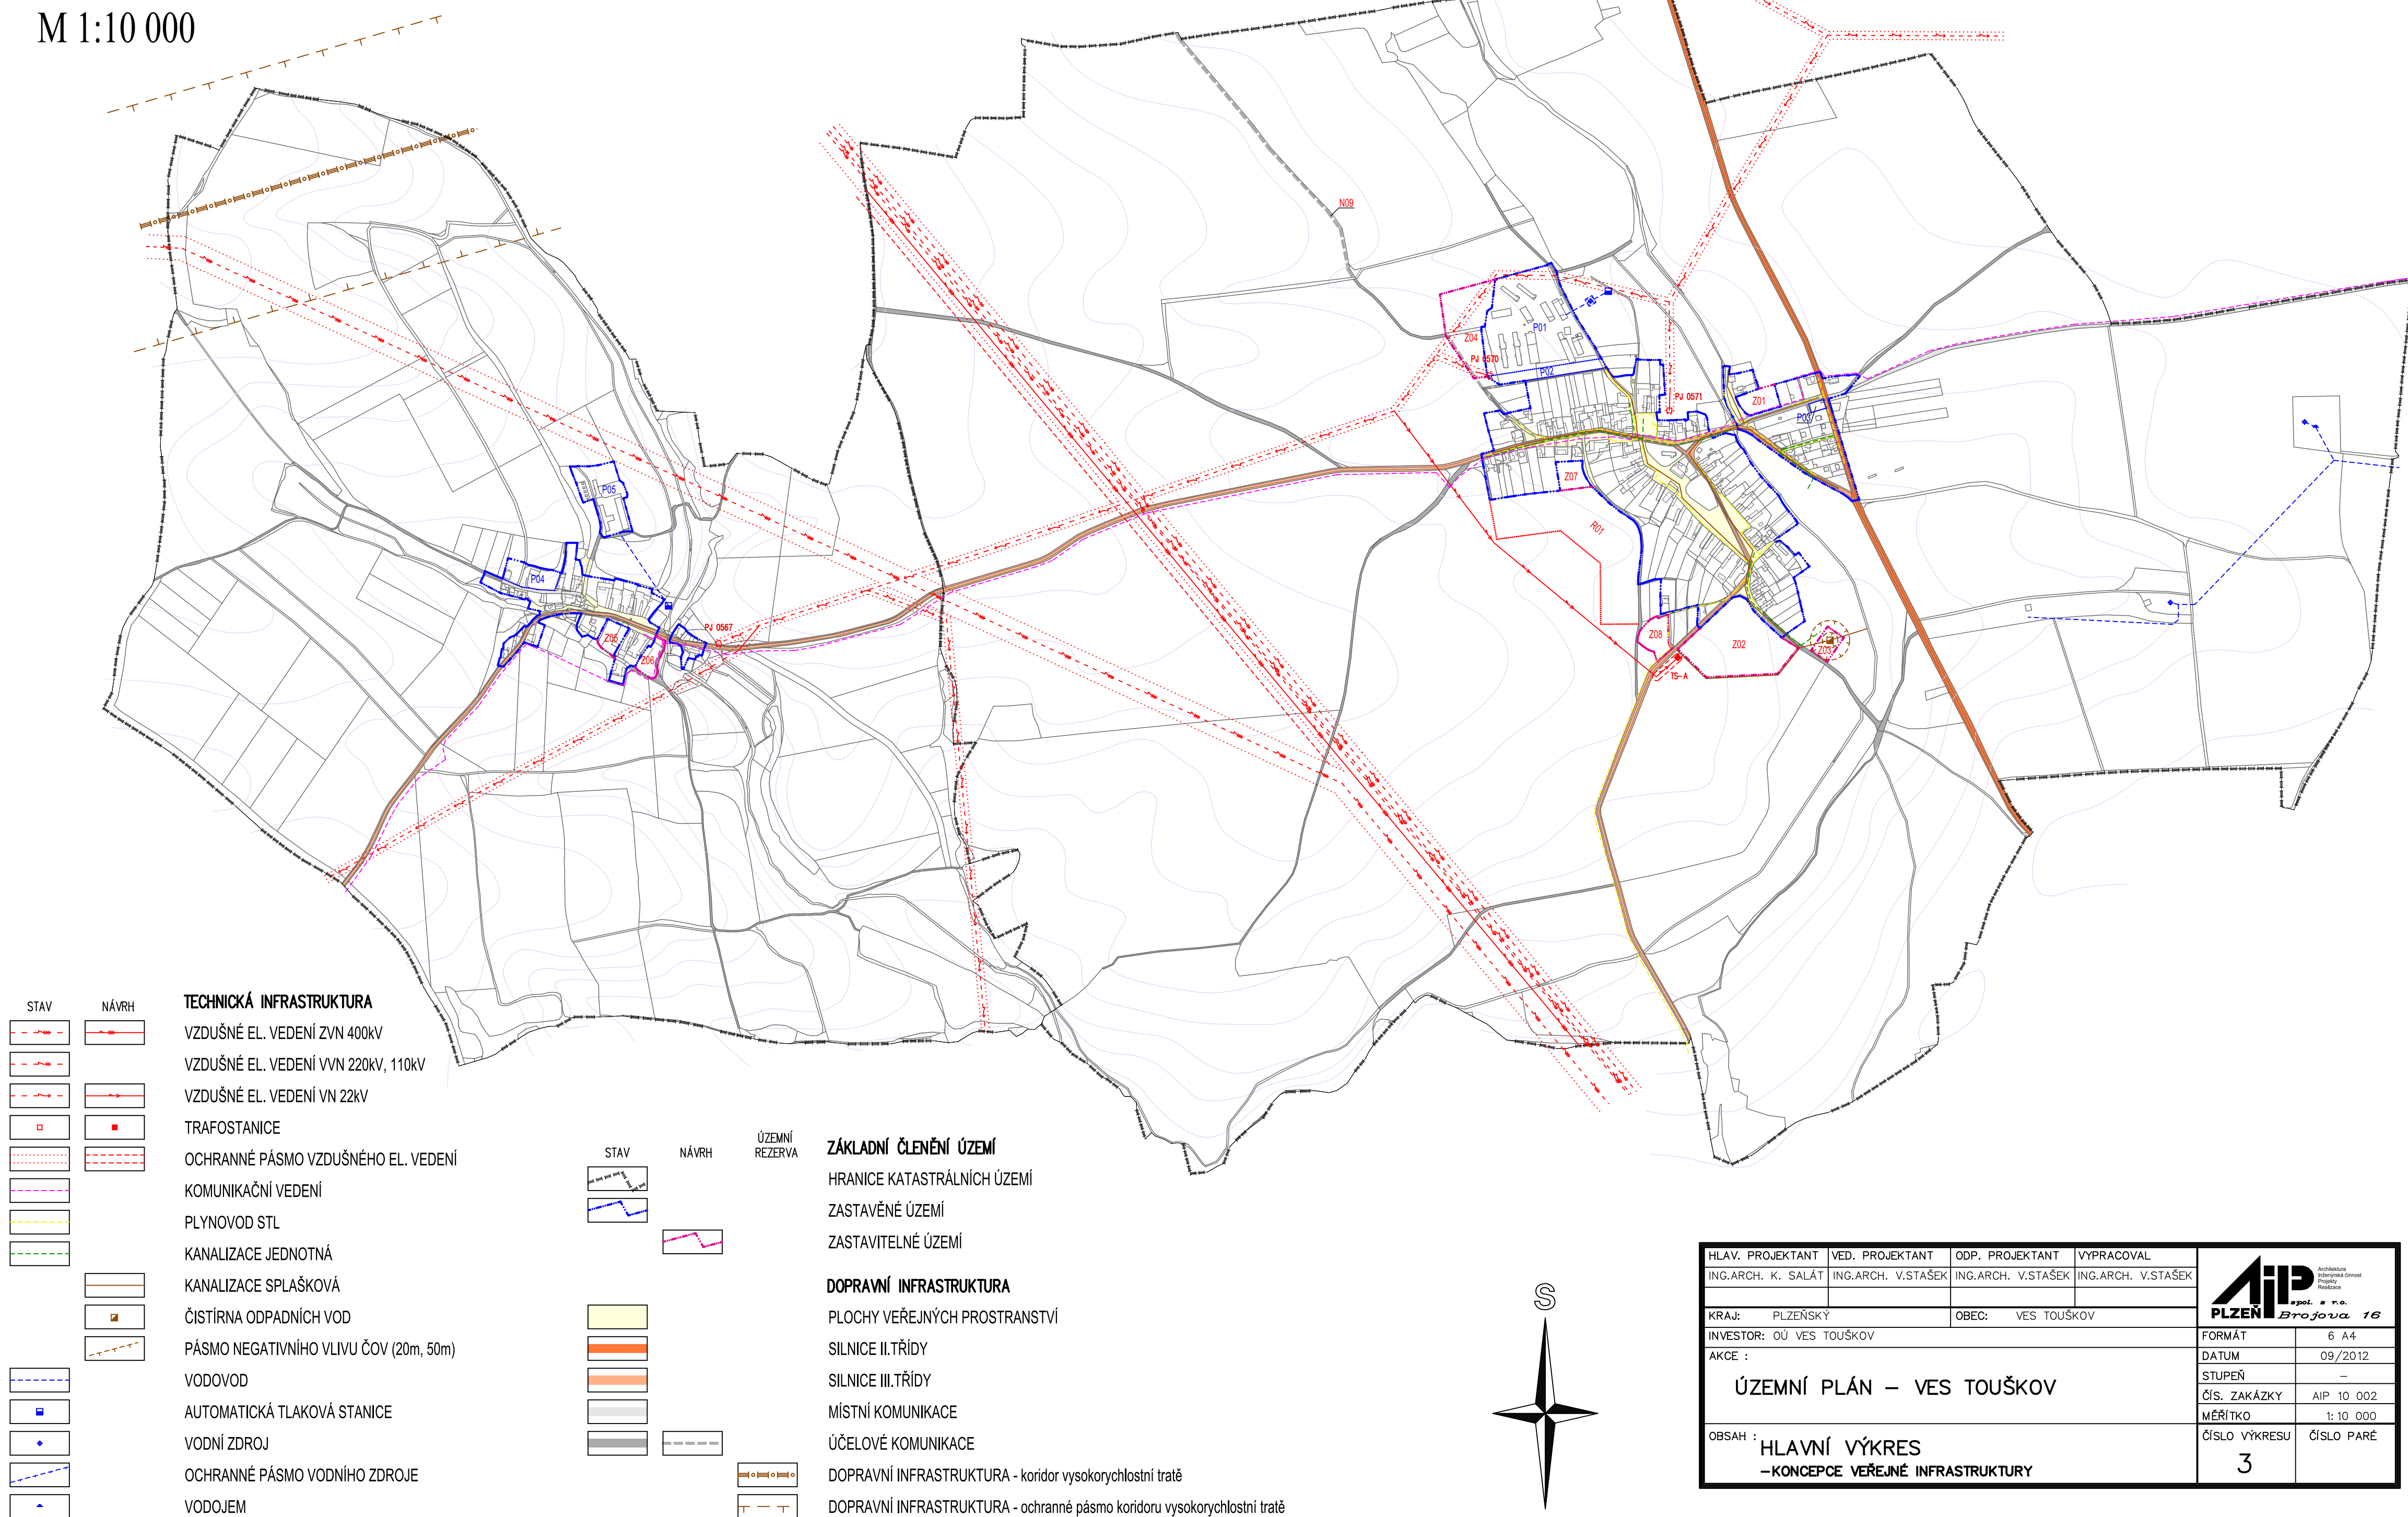 M 1:10 000
N09
P01
Z04
PJ 0570
P02
PJ 0571
Z01
P03
Z07
R01
P05
P04
Z05
Z06
PJ 0567
Z08
Z02
Z03
TS-A
STAV NÁVRH TECHNICKÁ INFRASTRUKTURA
VZDUŠNÉ EL. VEDENÍ ZVN 400kV
VZDUŠNÉ EL. VEDENÍ VVN 220kV, 110kV
VZDUŠNÉ EL. VEDENÍ VN 22kV
TRAFOSTANICE
OCHRANNÉ PÁSMO VZDUŠNÉHO EL. VEDENÍ
KOMUNIKAČNÍ VEDENÍ
PLYNOVOD STL
KANALIZACE JEDNOTNÁ
KANALIZACE SPLAŠKOVÁ
ČISTÍRNA ODPADNÍCH VOD
PÁSMO NEGATIVNÍHO VLIVU ČOV (20m, 50m)
VODOVOD
AUTOMATICKÁ TLAKOVÁ STANICE
VODNÍ ZDROJ
OCHRANNÉ PÁSMO VODNÍHO ZDROJE
VODOJEM
STAV NÁVRH ÚZEMNÍ REZERVA ZÁKLADNÍ ČLENĚNÍ ÚZEMÍ
HRANICE KATASTRÁLNÍCH ÚZEMÍ
ZASTAVĚNÉ ÚZEMÍ
ZASTAVITELNÉ ÚZEMÍ
DOPRAVNÍ INFRASTRUKTURA
PLOCHY VEŘEJNÝCH PROSTRANSTVÍ
SILNICE II.TŘÍDY
SILNICE III.TŘÍDY
MÍSTNÍ KOMUNIKACE
ÚČELOVÉ KOMUNIKACE
DOPRAVNÍ INFRASTRUKTURA - koridor vysokorychlostní tratě
DOPRAVNÍ INFRASTRUKTURA - ochranné pásmo koridoru vysokorychlostní tratě
S
HLAV. PROJEKTANT VED. PROJEKTANT ODP. PROJEKTANT VYPRACOVAL
ING.ARCH. K. SALÁT ING.ARCH. V.STAŠEK ING.ARCH. V.STAŠEK ING.ARCH. V.STAŠEK
KRAJ: PLZEŇSKÝ OBEC: VES TOUŠKOV
INVESTOR: OÚ VES TOUŠKOV
AKCE :
ÚZEMNÍ PLÁN – VES TOUŠKOV
OBSAH :
HLAVNÍ VÝKRES
–KONCEPCE VEŘEJNÉ INFRASTRUKTURY
AiP
Architektura
Inženýrská činnost
Projekty
Realizace
spol. s r.o.
PLZEŇ Brojova 16
FORMÁT 6 A4
DATUM 09/2012
STUPEŇ –
ČÍS. ZAKÁZKY AIP 10 002
MĚŘÍTKO 1: 10 000
ČÍSLO VÝKRESU ČÍSLO PARÉ
3